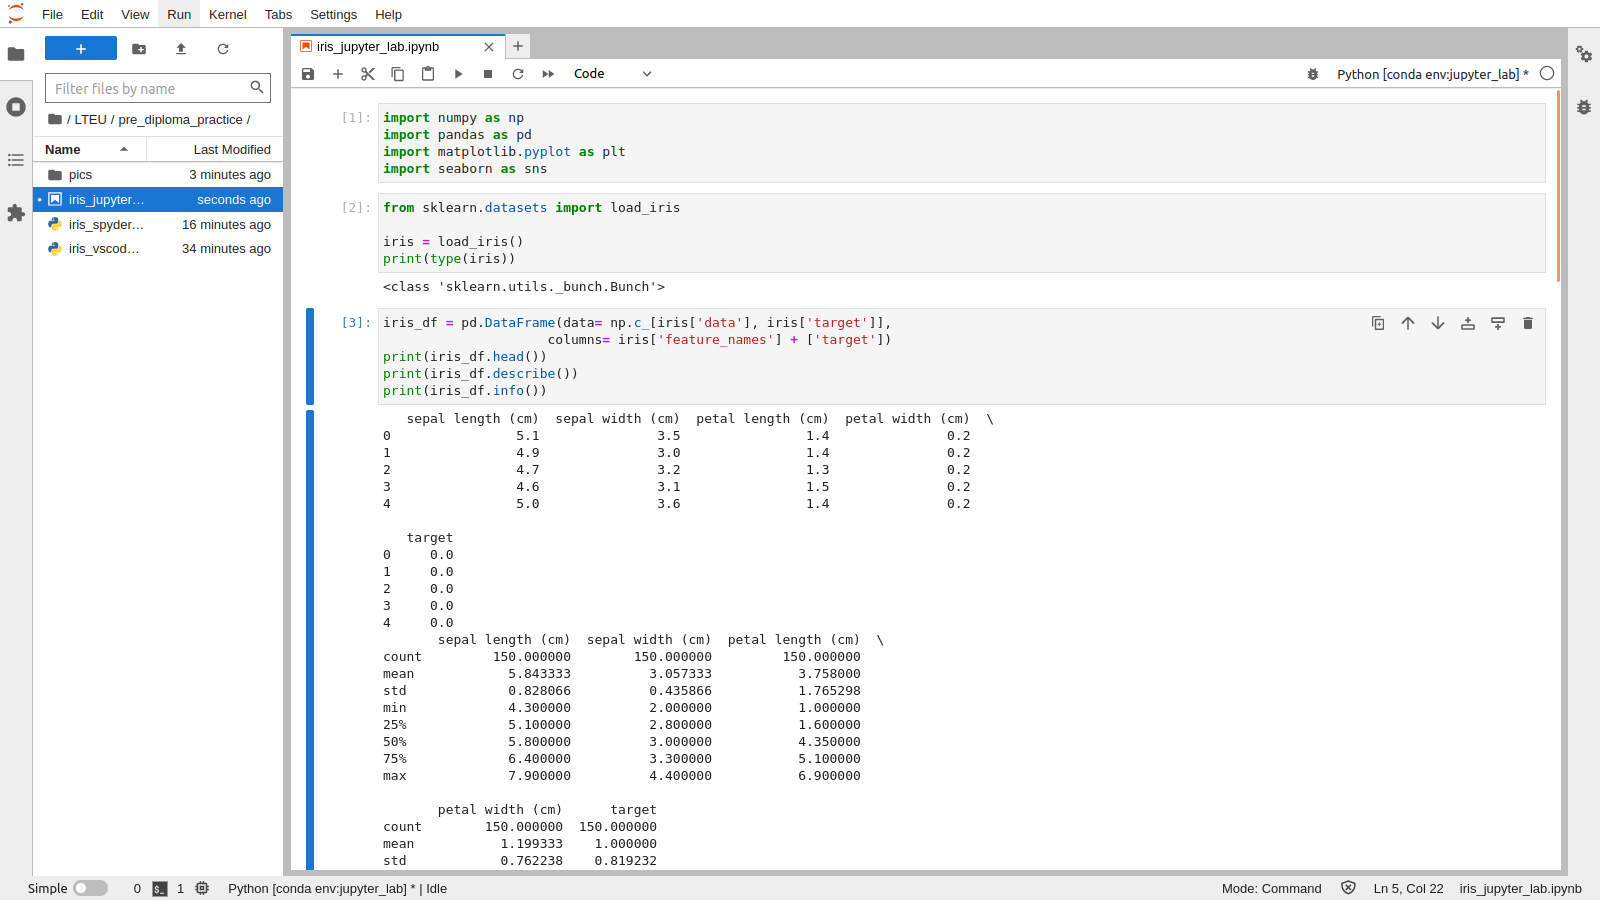 File Edit View Run Kernel Tabs Settings Help
iris_jupyter_lab.ipynb
Code
Python [conda env:jupyter_lab] *
Filter files by name
/ LTEU / pre_diploma_practice /
Name Last Modified
pics 3 minutes ago
iris_jupyter... seconds ago
iris_spyder... 16 minutes ago
iris_vscod... 34 minutes ago
[1]: import numpy as np
import pandas as pd
import matplotlib.pyplot as plt
import seaborn as sns
[2]: from sklearn.datasets import load_iris
iris = load_iris()
print(type(iris))
<class 'sklearn.utils._bunch.Bunch'>
[3]: iris_df = pd.DataFrame(data= np.c_[iris['data'], iris['target']],
columns= iris['feature_names'] + ['target'])
print(iris_df.head())
print(iris_df.describe())
print(iris_df.info())
sepal length (cm) sepal width (cm) petal length (cm) petal width (cm) \
0 5.1 3.5 1.4 0.2
1 4.9 3.0 1.4 0.2
2 4.7 3.2 1.3 0.2
3 4.6 3.1 1.5 0.2
4 5.0 3.6 1.4 0.2
target
0 0.0
1 0.0
2 0.0
3 0.0
4 0.0
sepal length (cm) sepal width (cm) petal length (cm) \
count 150.000000 150.000000 150.000000
mean 5.843333 3.057333 3.758000
std 0.828066 0.435866 1.765298
min 4.300000 2.000000 1.000000
25% 5.100000 2.800000 1.600000
50% 5.800000 3.000000 4.350000
75% 6.400000 3.300000 5.100000
max 7.900000 4.400000 6.900000
petal width (cm) target
count 150.000000 150.000000
mean 1.199333 1.000000
std 0.762238 0.819232
Simple 0 $_ 1 Python [conda env:jupyter_lab] * | Idle Mode: Command Ln 5, Col 22 iris_jupyter_lab.ipynb